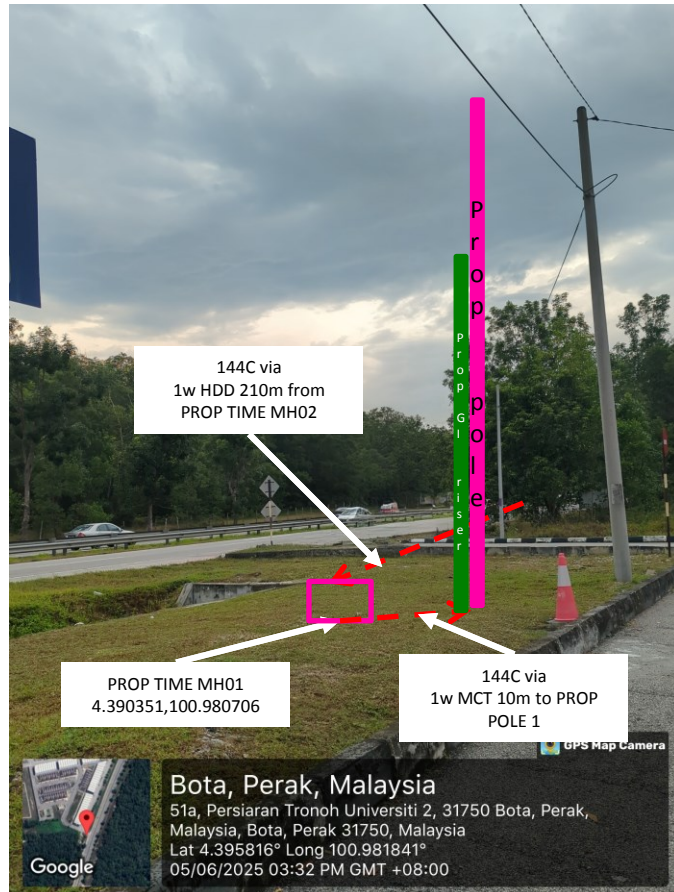 Prop pole
Prop GI riser
144C via
1w HDD 210m from
PROP TIME MH02
PROP TIME MH01
4.390351,100.980706
144C via
1w MCT 10m to PROP
POLE 1
GPS Map Camera
Bota, Perak, Malaysia
51a, Persiaran Tronoh Universiti 2, 31750 Bota, Perak,
Malaysia, Bota, Perak 31750, Malaysia
Lat 4.395816° Long 100.981841°
05/06/2025 03:32 PM GMT +08:00
Google